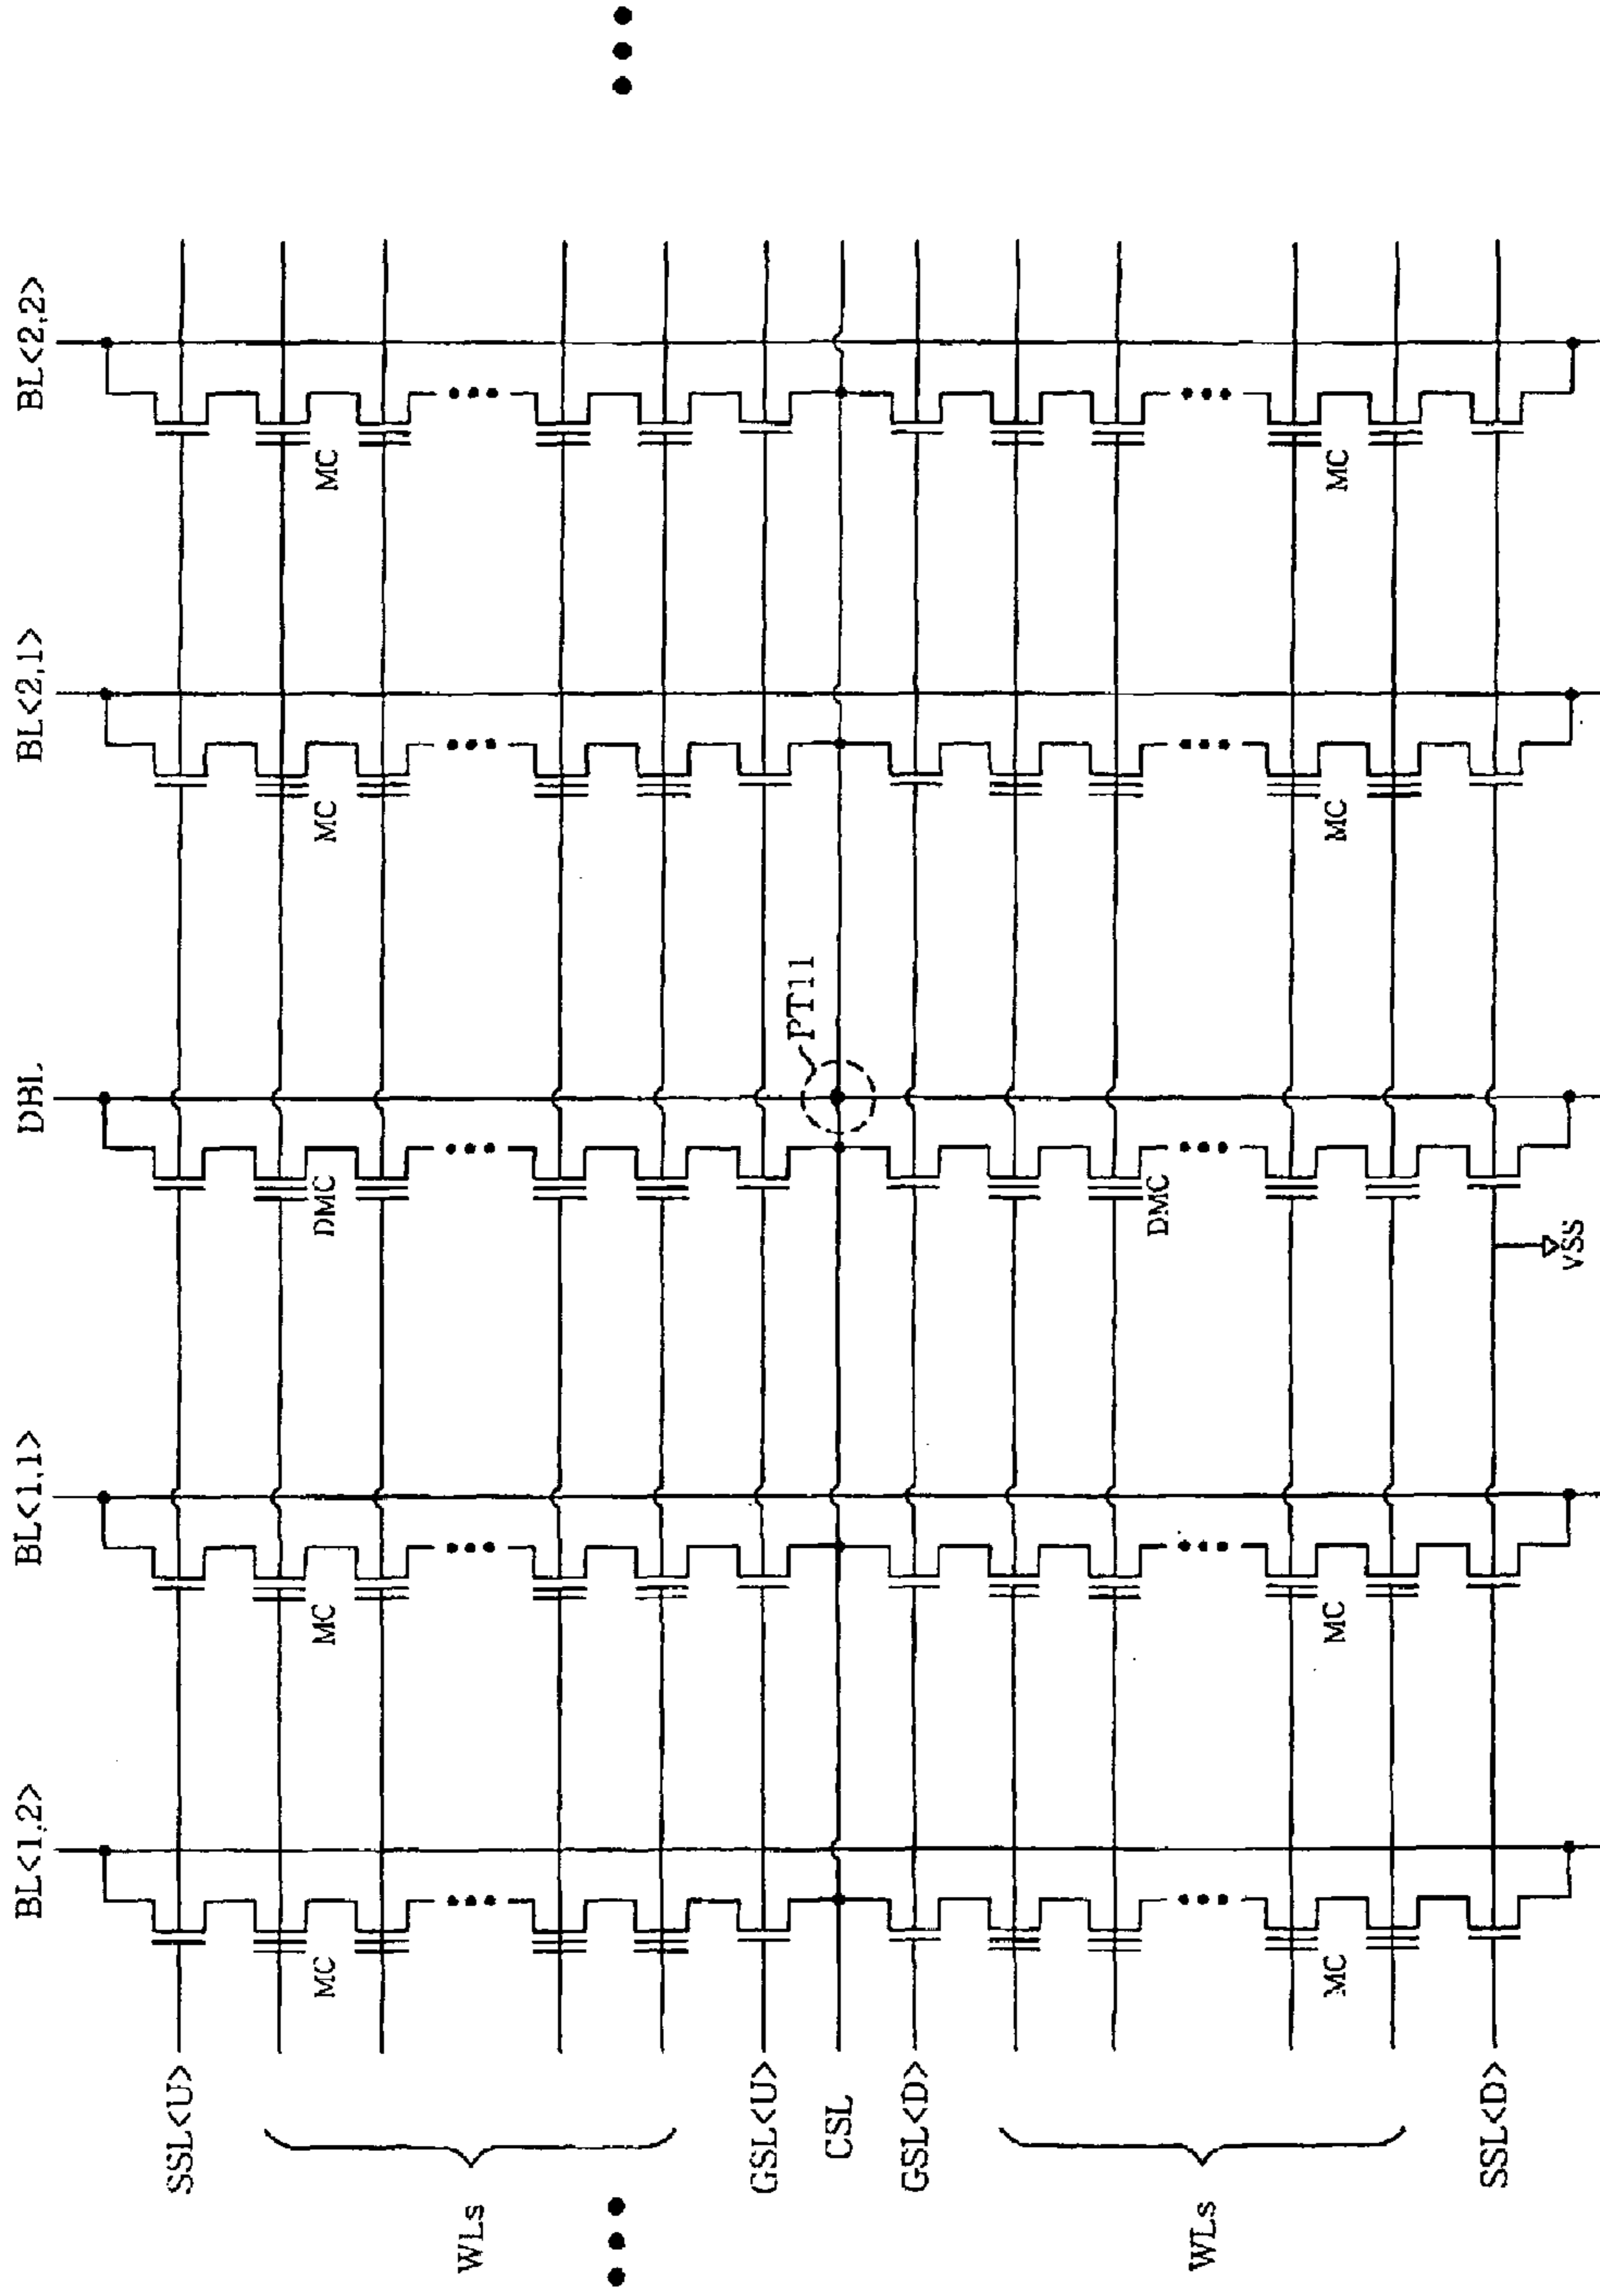 BL<1,2> BL<1,1> DBL BL<2,1> BL<2,2>
SSL<U>
MC MC DMC MC MC
WLs
GSL<U>
PT11
CSL
GSL<D>
DMC
WLs
MC MC MC MC
SSL<D>
VSS